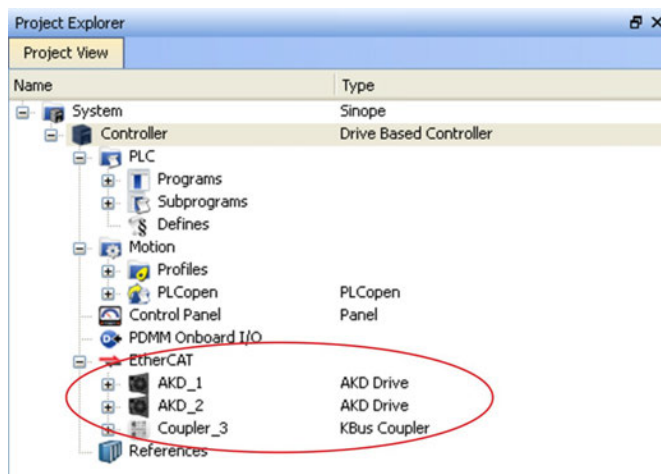 Project Explorer
Project View
Name Type
System Sinope
Controller Drive Based Controller
PLC
Programs
Subprograms
Defines
Motion
Profiles
PLCopen PLCopen
Control Panel Panel
PDMM Onboard I/O
EtherCAT
AKD_1 AKD Drive
AKD_2 AKD Drive
Coupler_3 KBus Coupler
References